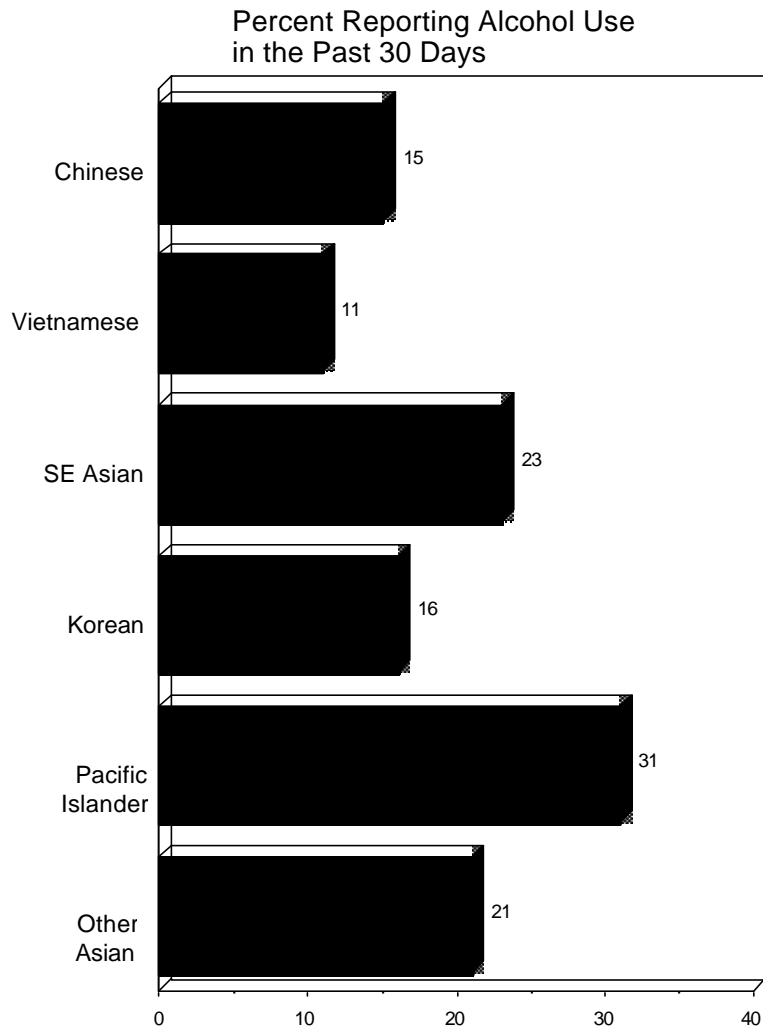 Percent Reporting Alcohol Use
in the Past 30 Days
Chinese
15
Vietnamese
11
SE Asian
23
Korean
16
Pacific
Islander
31
Other
Asian
21
0 10 20 30 40